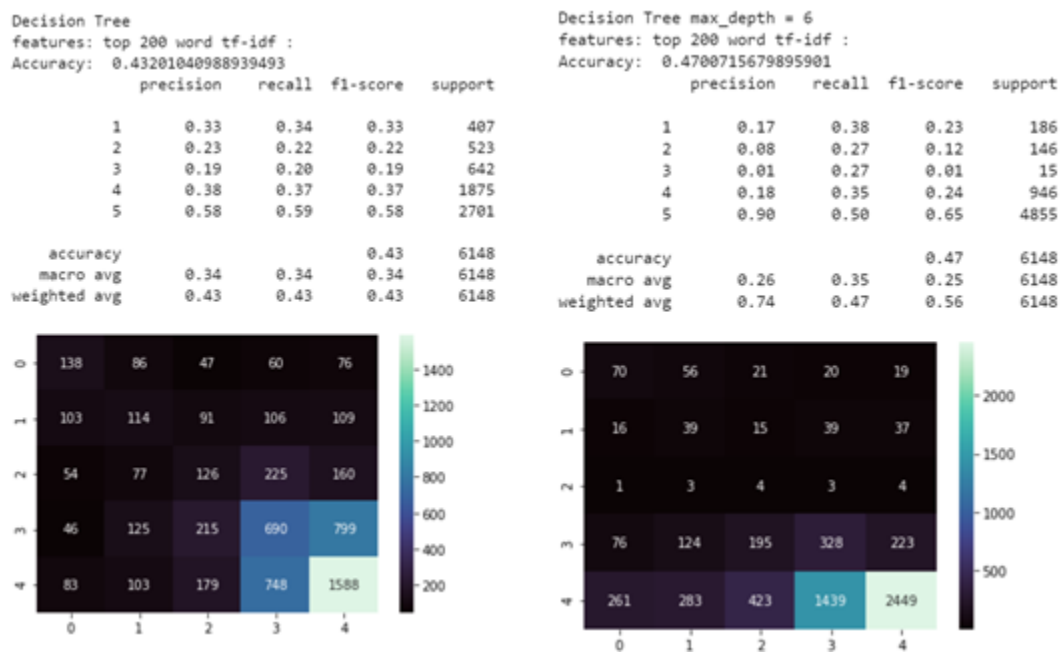 Decision Tree
features: top 200 word tf-idf :
Accuracy:  0.43201040988939493
precision    recall  f1-score   support
1       0.33      0.34      0.33       407
2       0.23      0.22      0.22       523
3       0.19      0.20      0.19       642
4       0.38      0.37      0.37      1875
5       0.58      0.59      0.58      2701
accuracy                           0.43      6148
macro avg       0.34      0.34      0.34      6148
weighted avg       0.43      0.43      0.43      6148
0 138 86 47 60 76
1 103 114 91 106 109
2 54 77 126 225 160
3 46 125 215 690 799
4 83 103 179 748 1588
0 1 2 3 4
1400
1200
1000
800
600
400
200
Decision Tree max_depth = 6
features: top 200 word tf-idf :
Accuracy:  0.4700715679895901
precision    recall  f1-score   support
1       0.17      0.38      0.23       186
2       0.08      0.27      0.12       146
3       0.01      0.27      0.01        15
4       0.18      0.35      0.24       946
5       0.90      0.50      0.65      4855
accuracy                           0.47      6148
macro avg       0.26      0.35      0.25      6148
weighted avg       0.74      0.47      0.56      6148
0 70 56 21 20 19
1 16 39 15 39 37
2 1 3 4 3 4
3 76 124 195 328 223
4 261 283 423 1439 2449
0 1 2 3 4
2000
1500
1000
500